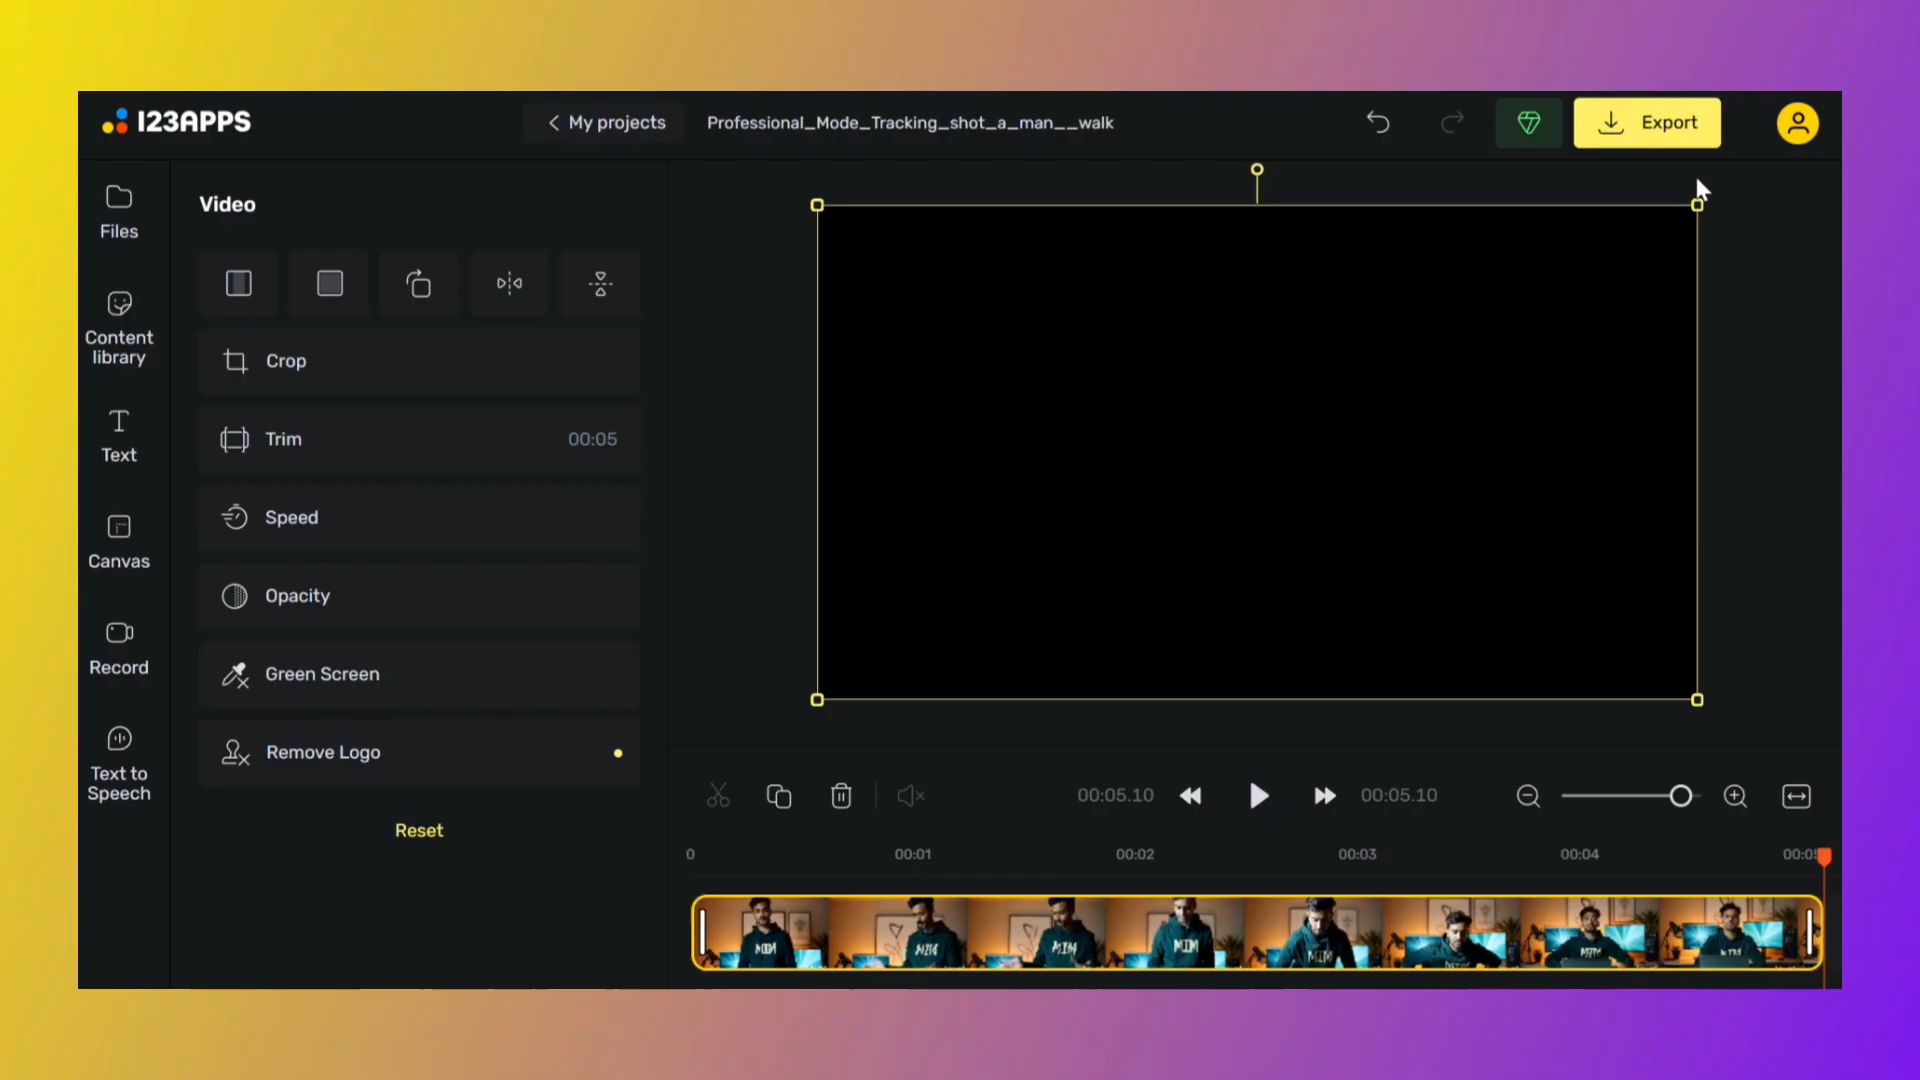 123APPS
My projects
Professional_Mode_Tracking_shot_a_man__walk
Export
Files
Content
library
Text
Canvas
Record
Text to
Speech
Video
Crop
Trim
00:05
Speed
Opacity
Green Screen
Remove Logo
Reset
00:05.10
00:05.10
0
00:01
00:02
00:03
00:04
MIM